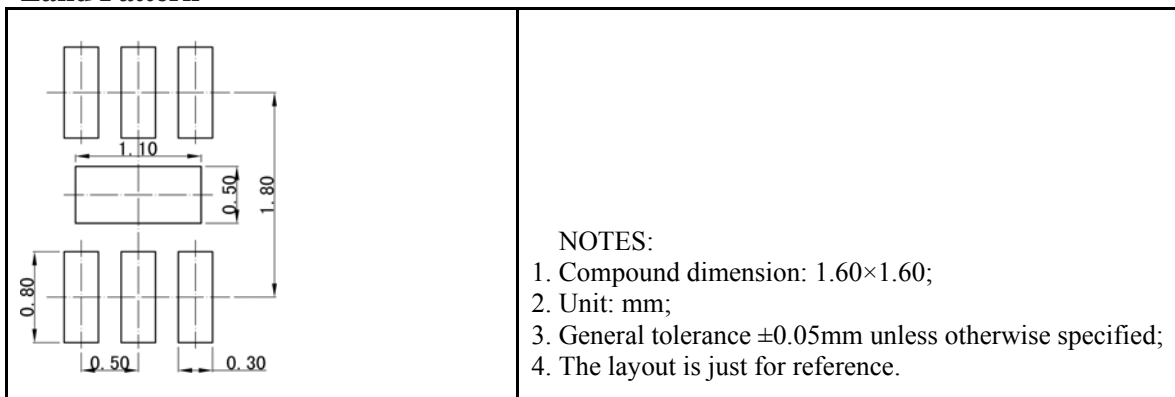 1.10
0.50
1.80
0.80
0.50
0.30
NOTES:
1. Compound dimension: 1.60×1.60;
2. Unit: mm;
3. General tolerance ±0.05mm unless otherwise specified;
4. The layout is just for reference.